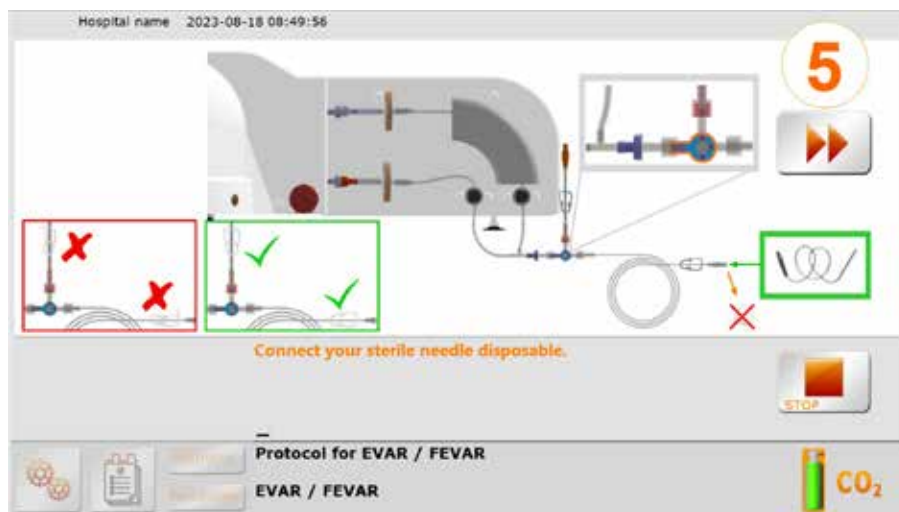 Hospital name 2023-08-18 08:49:56
5
Connect your sterile needle disposable.
STOP
Protocol for EVAR / FEVAR
EVAR / FEVAR
CO₂